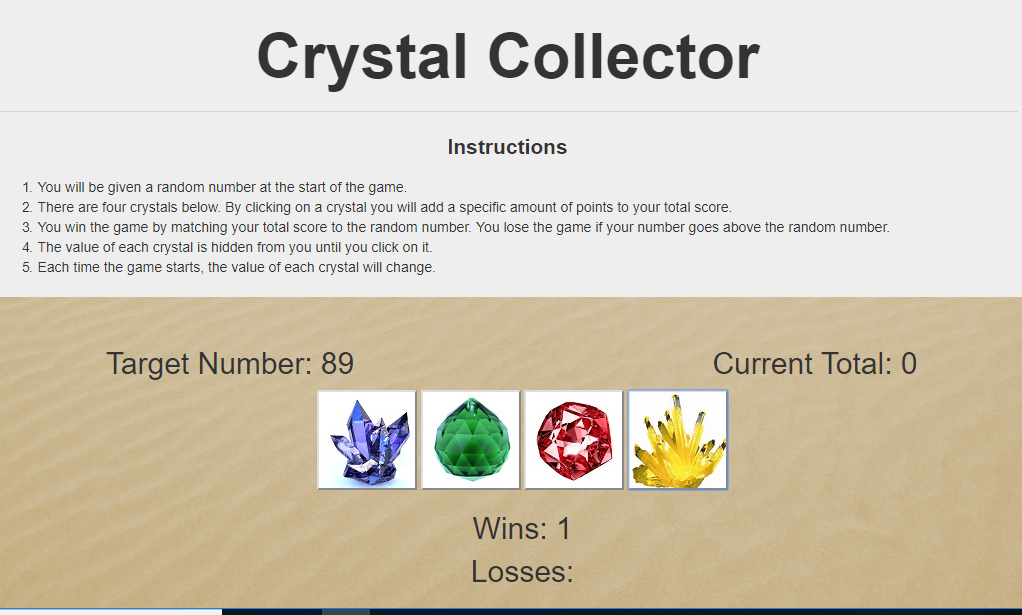 Crystal Collector
Instructions
1. You will be given a random number at the start of the game.
2. There are four crystals below. By clicking on a crystal you will add a specific amount of points to your total score.
3. You win the game by matching your total score to the random number. You lose the game if your number goes above the random number.
4. The value of each crystal is hidden from you until you click on it.
5. Each time the game starts, the value of each crystal will change.
Target Number: 89
Current Total: 0
Wins: 1
Losses: